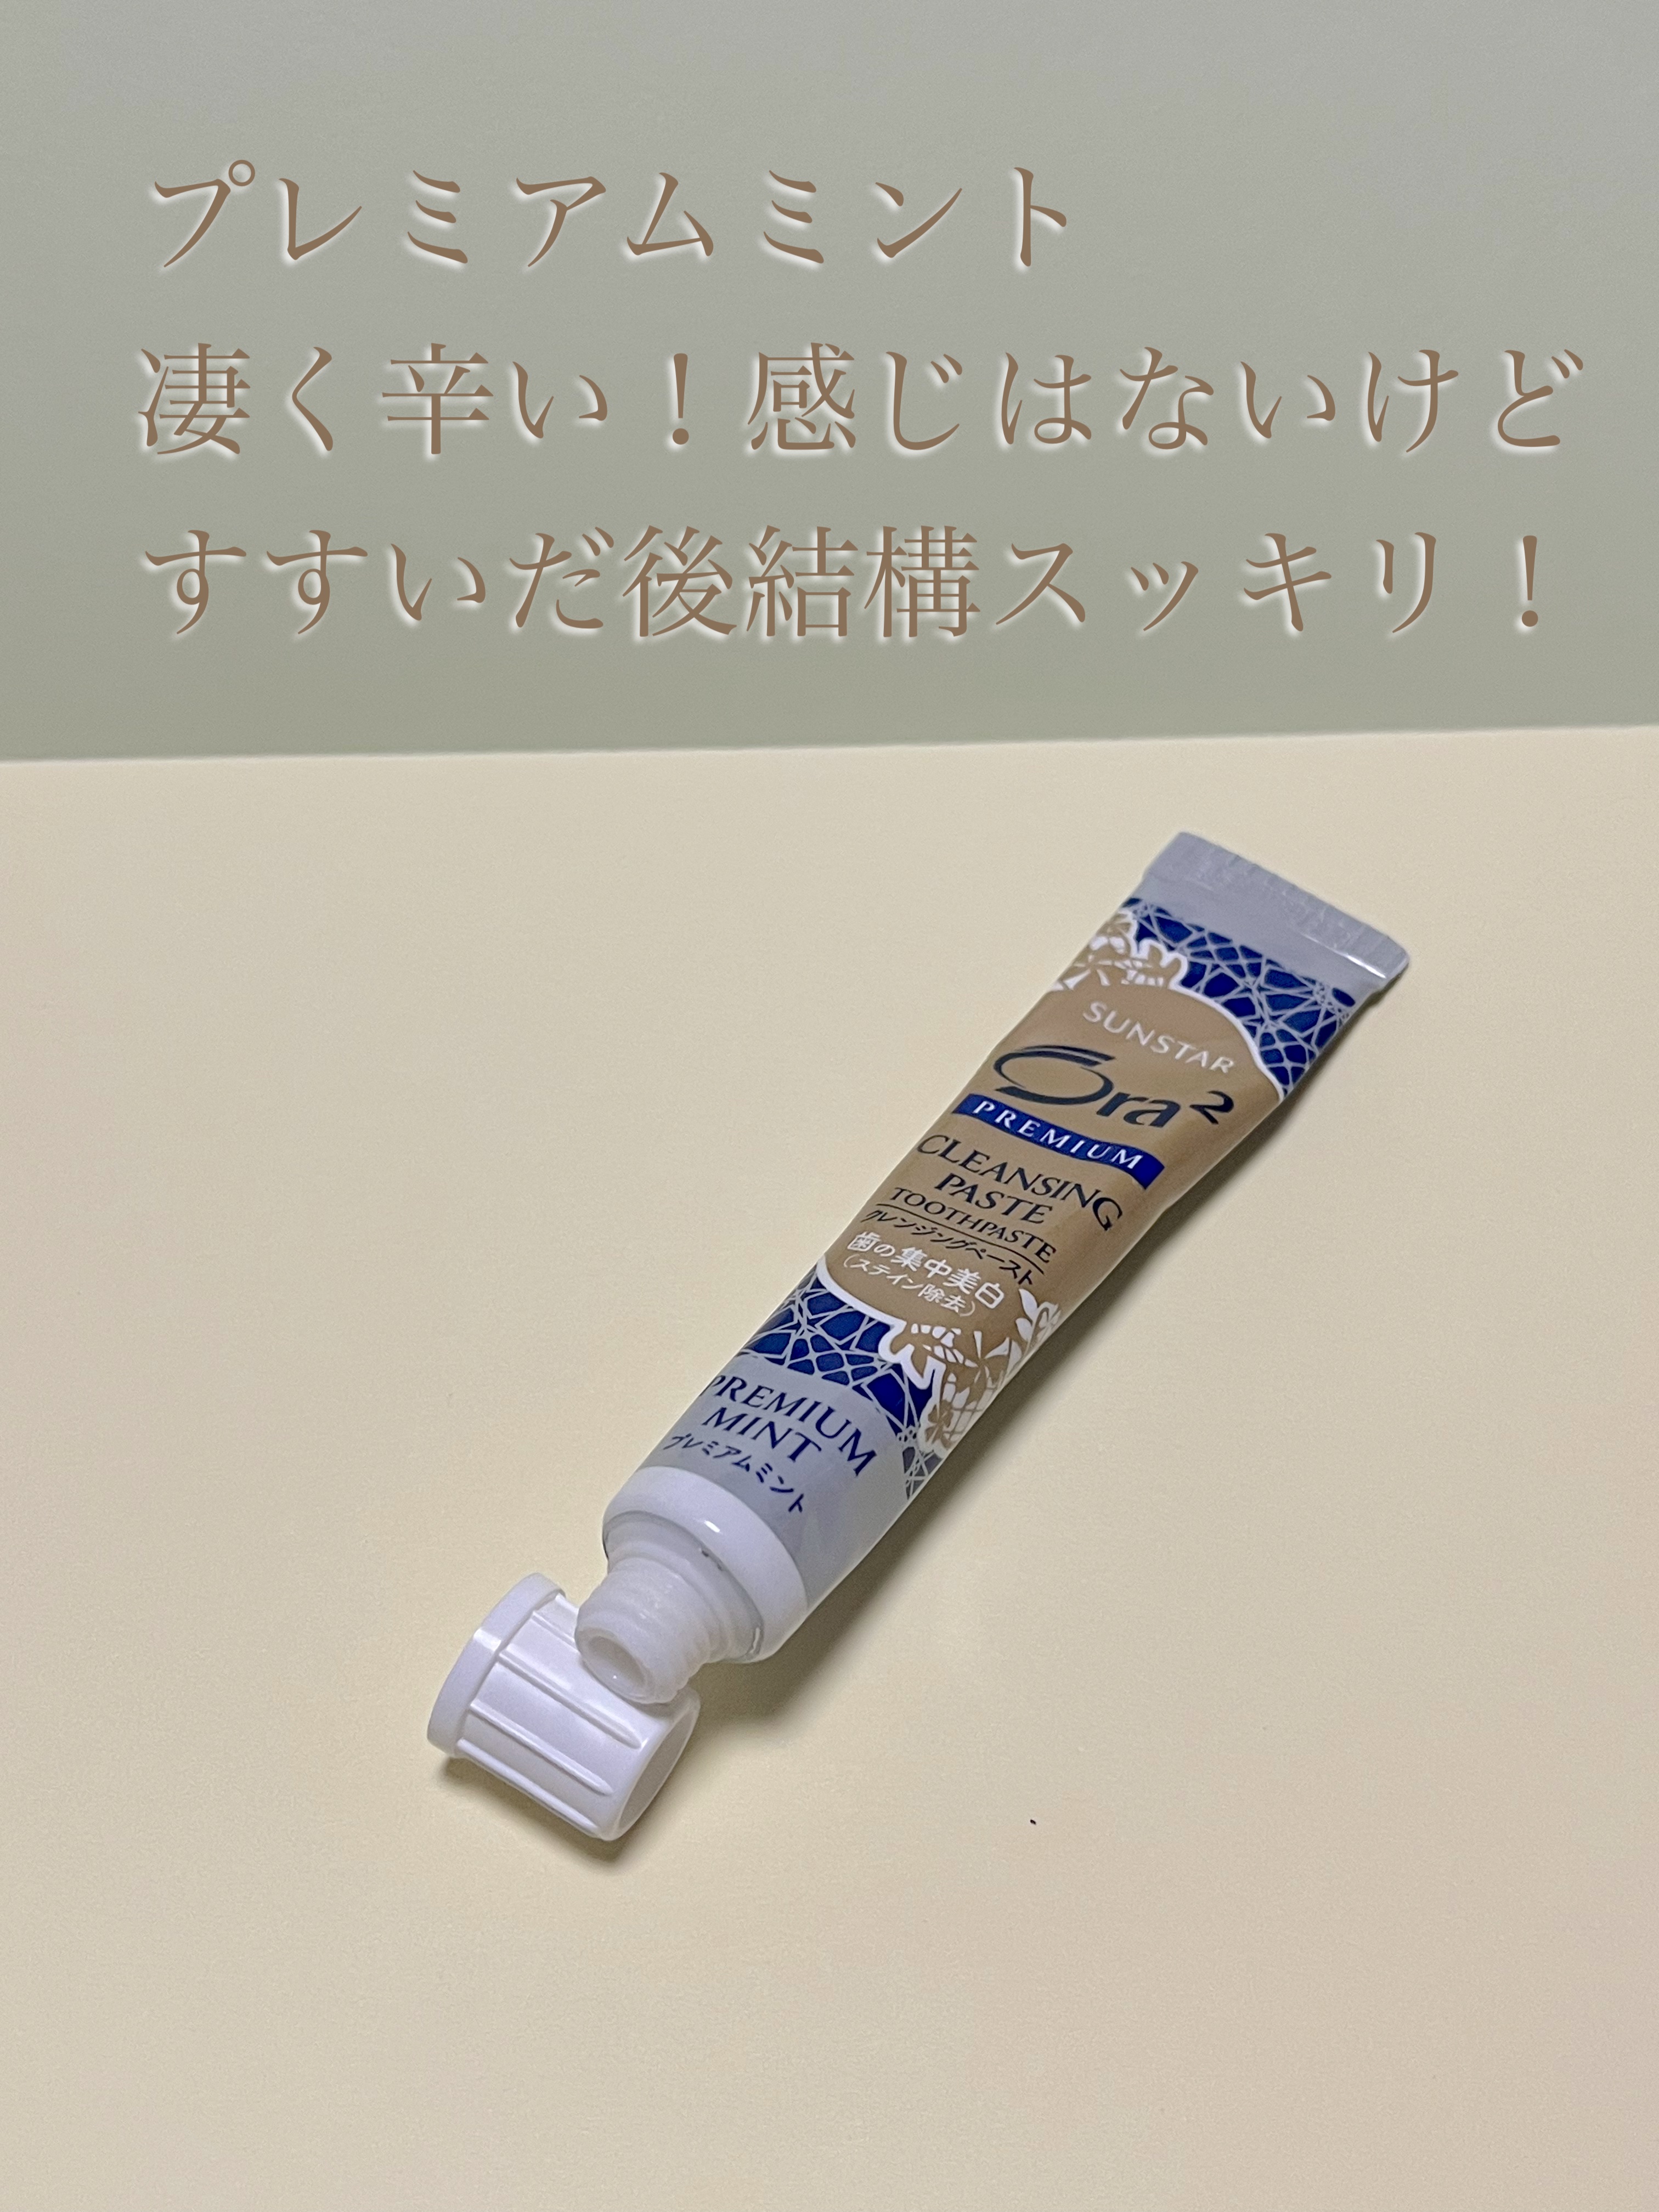 プレミアムミント
凄く辛い！感じはないけど
すすいだ後結構スッキリ！
SUNSTAR
Ora²
PREMIUM
CLEANSING
PASTE
TOOTHPASTE
クレンジングペースト
歯の集中美白
(ステイン除去)
PREMIUM
MINT
プレミアムミント